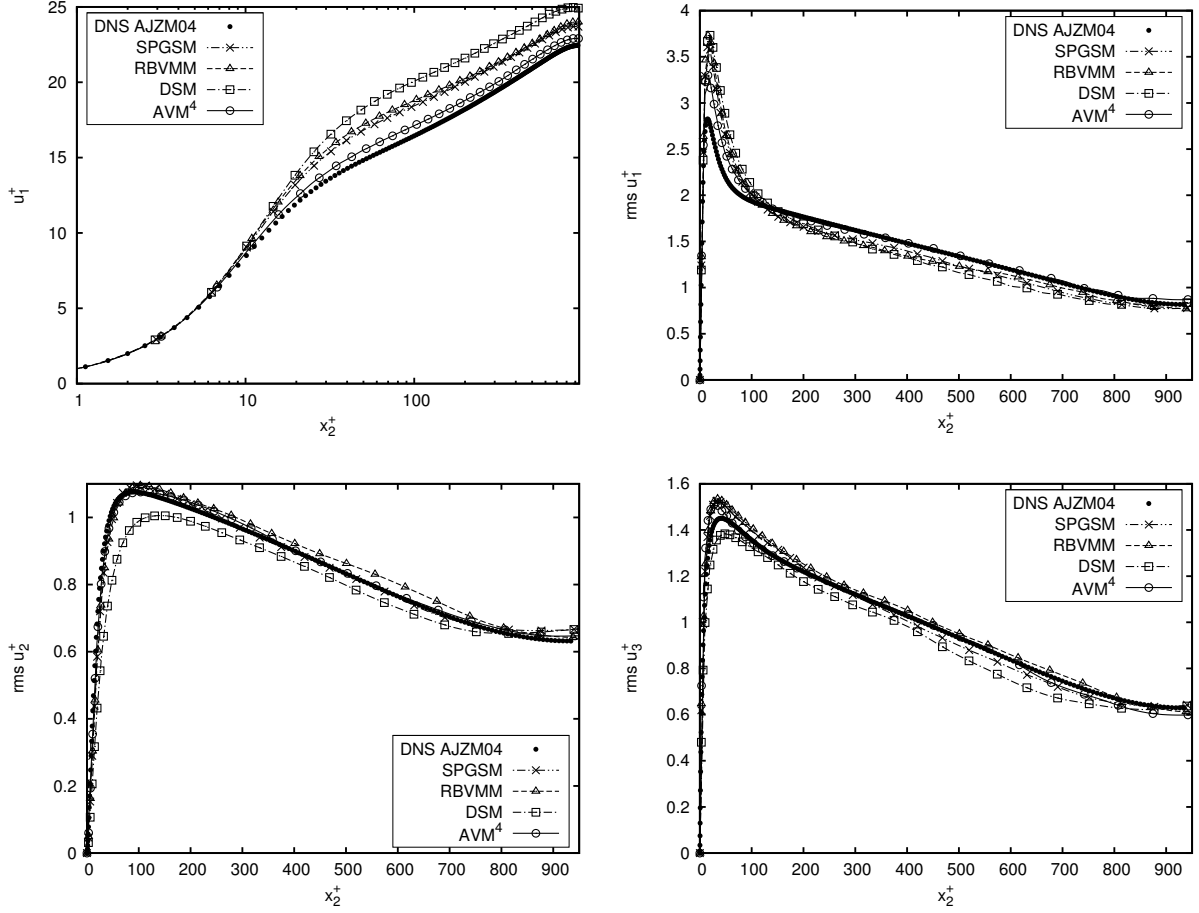 25
20
15
10
5
0
u₁⁺
DNS AJZM04
SPGSM
RBVMM
DSM
AVM⁴
1
10
100
x₂⁺
4
3.5
3
2.5
2
1.5
1
0.5
0
rms u₁⁺
DNS AJZM04
SPGSM
RBVMM
DSM
AVM⁴
0 100 200 300 400 500 600 700 800 900
x₂⁺
1
0.8
0.6
0.4
0.2
0
rms u₂⁺
DNS AJZM04
SPGSM
RBVMM
DSM
AVM⁴
0 100 200 300 400 500 600 700 800 900
x₂⁺
1.6
1.4
1.2
1
0.8
0.6
0.4
0.2
0
rms u₃⁺
DNS AJZM04
SPGSM
RBVMM
DSM
AVM⁴
0 100 200 300 400 500 600 700 800 900
x₂⁺